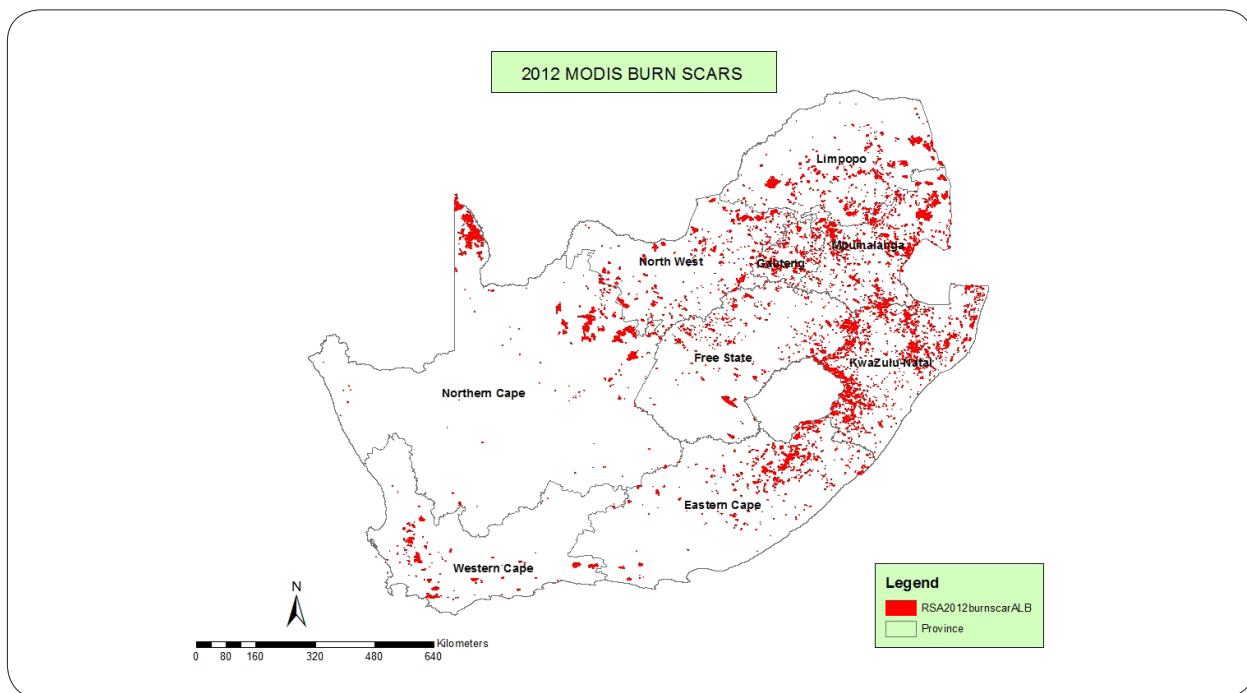 2012 MODIS BURN SCARS
Limpopo
Mpumalanga
North West
Gauteng
Free State
KwaZulu-Natal
Northern Cape
Eastern Cape
Western Cape
N
Kilometers
0 80 160 320 480 640
Legend
RSA2012burnscarALB
Province